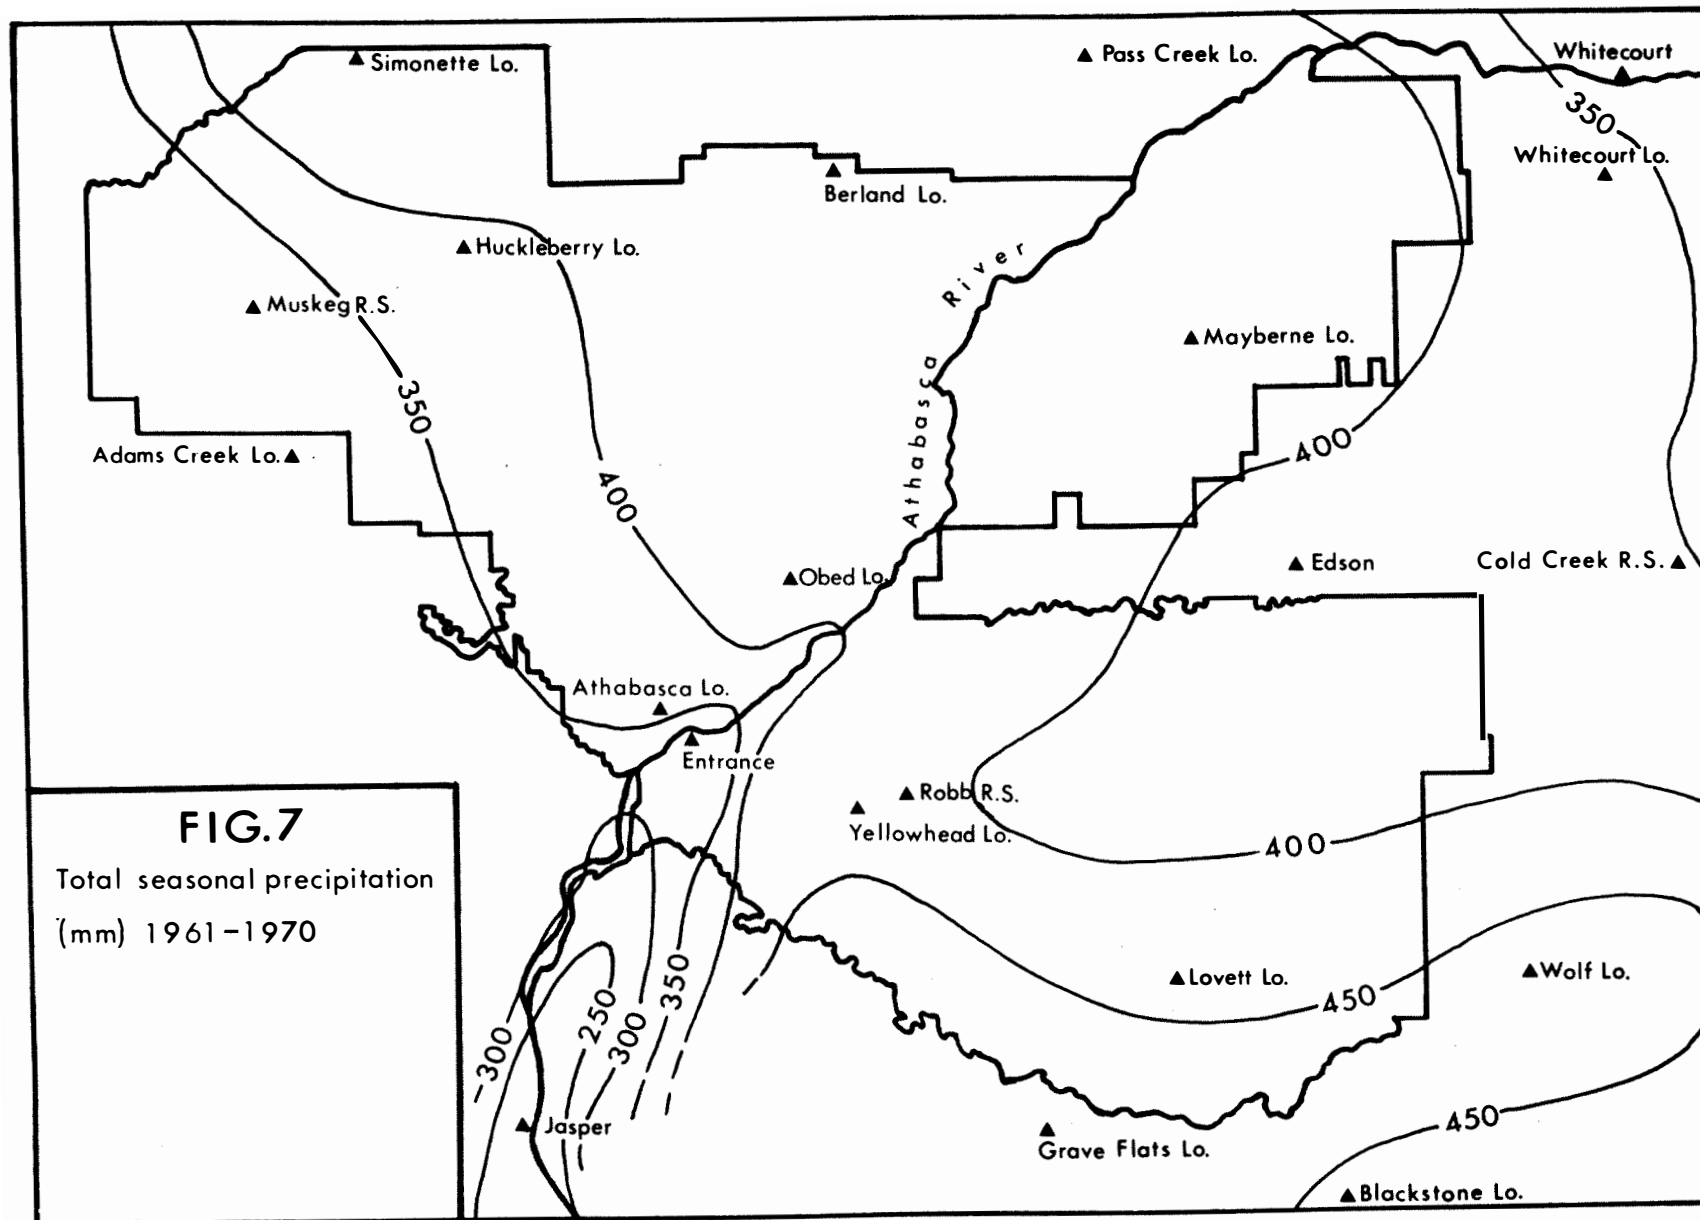 Simonette Lo.
Pass Creek Lo.
Whitecourt
350
Whitecourt Lo.
Berland Lo.
Huckleberry Lo.
Muskeg R.S.
Athabasca River
Mayberne Lo.
350
400
Adams Creek Lo.
400
Obed Lo.
Edson
Cold Creek R.S.
Athabasca Lo.
Entrance
Robb R.S.
Yellowhead Lo.
400
FIG.7
Total seasonal precipitation
(mm) 1961-1970
Lovett Lo.
Wolf Lo.
450
350
250
300
300
Jasper
Grave Flats Lo.
450
Blackstone Lo.